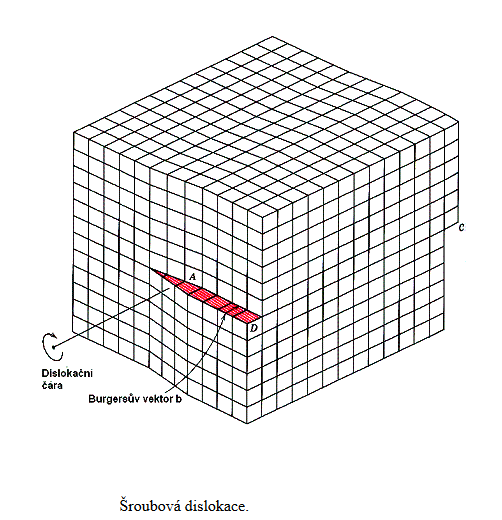 C
A
D
Dislokační
čára
Burgersův vektor b
Šroubová dislokace.